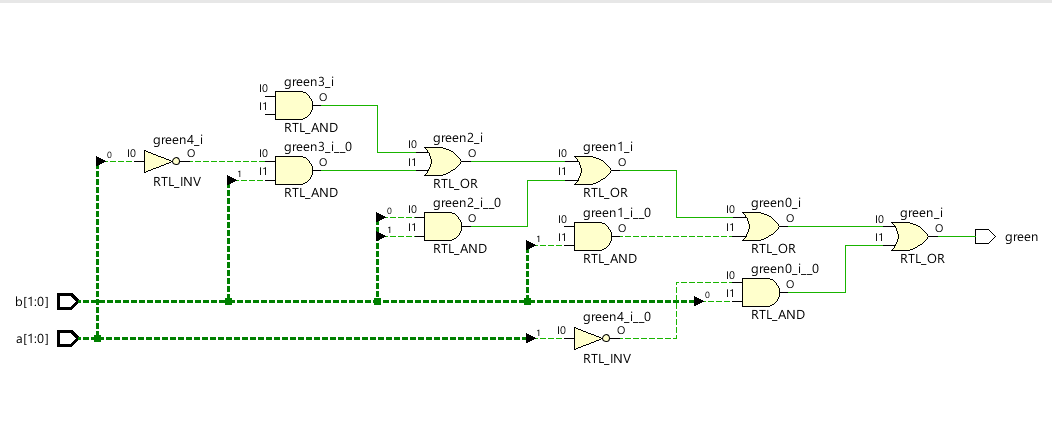 green3_i
I0
O
I1
RTL_AND
green4_i
0
I0
O
RTL_INV
green3_i__0
I0
O
1
I1
RTL_AND
green2_i
I0
O
I1
RTL_OR
green1_i
I0
O
I1
RTL_OR
green2_i__0
0
I0
O
1
I1
RTL_AND
green1_i__0
I0
O
1
I1
RTL_AND
green0_i
I0
O
I1
RTL_OR
green_i
I0
O
I1
RTL_OR
green
green0_i__0
I0
O
0
I1
RTL_AND
b[1:0]
a[1:0]
green4_i__0
1
I0
O
RTL_INV